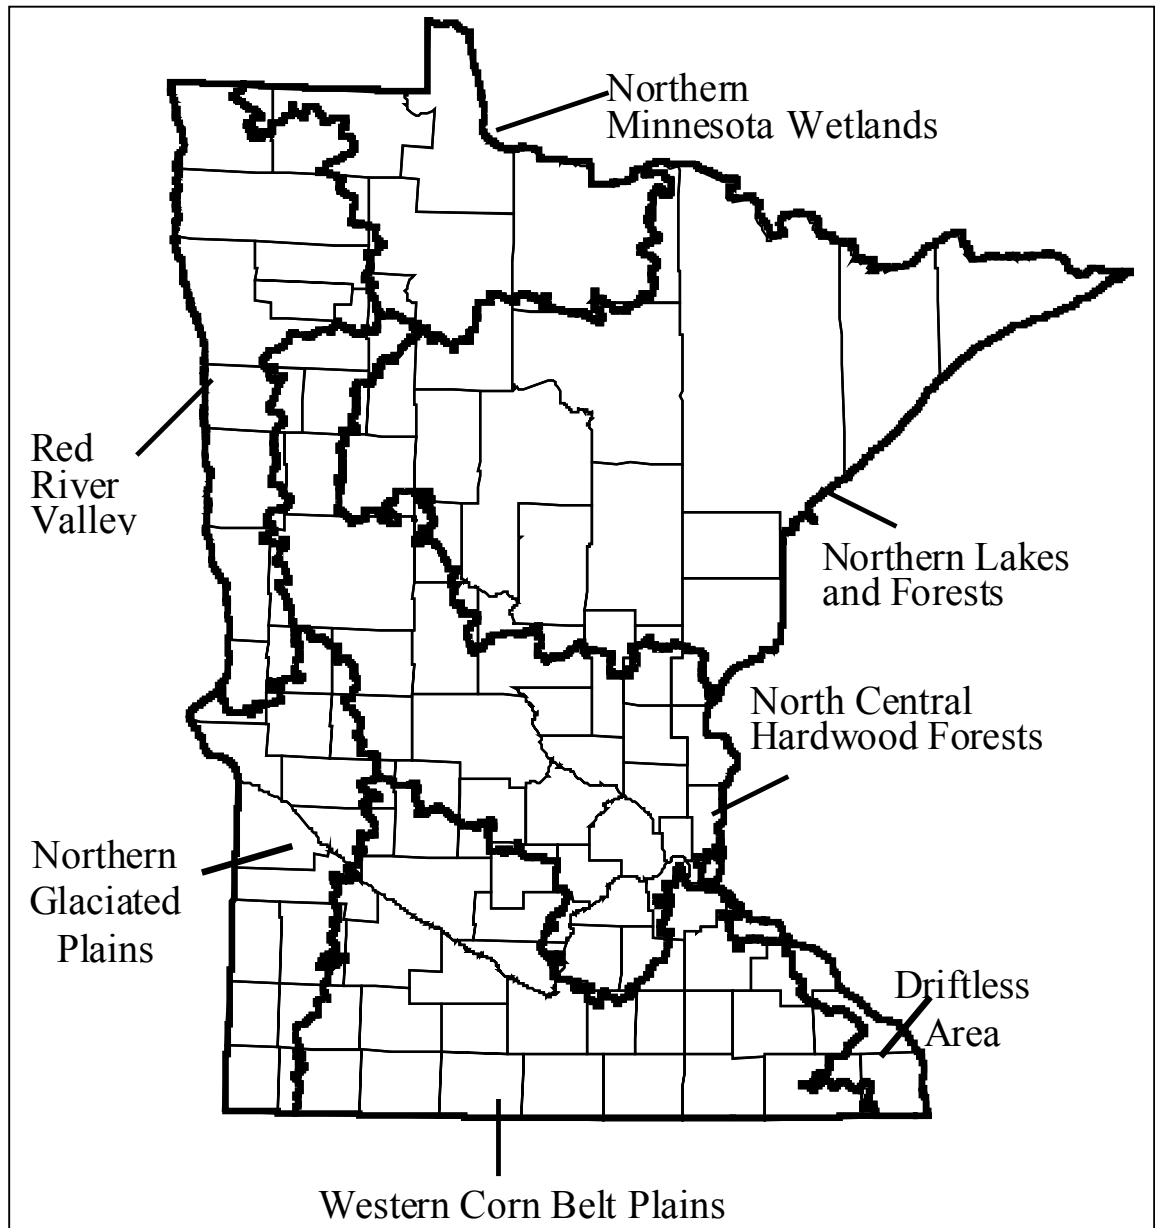 Northern
Minnesota Wetlands
Red
River
Valley
Northern Lakes
and Forests
North Central
Hardwood Forests
Northern
Glaciated
Plains
Driftless
Area
Western Corn Belt Plains